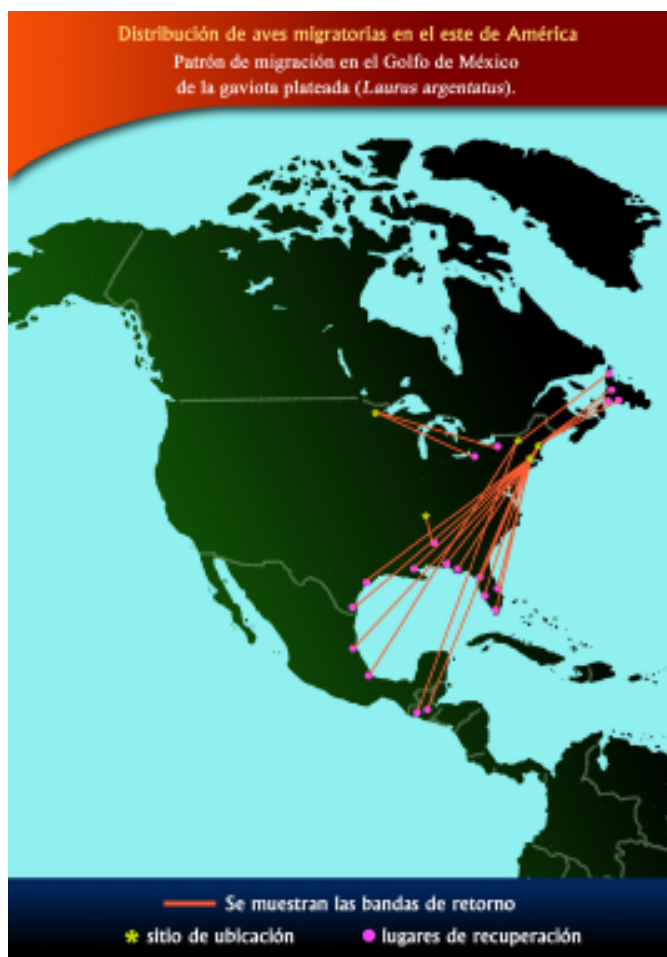 Distribución de aves migratorias en el este de América
Patrón de migración en el Golfo de México
de la gaviota plateada (Laurus argentatus).
Se muestran las bandas de retorno
sitio de ubicación
lugares de recuperación